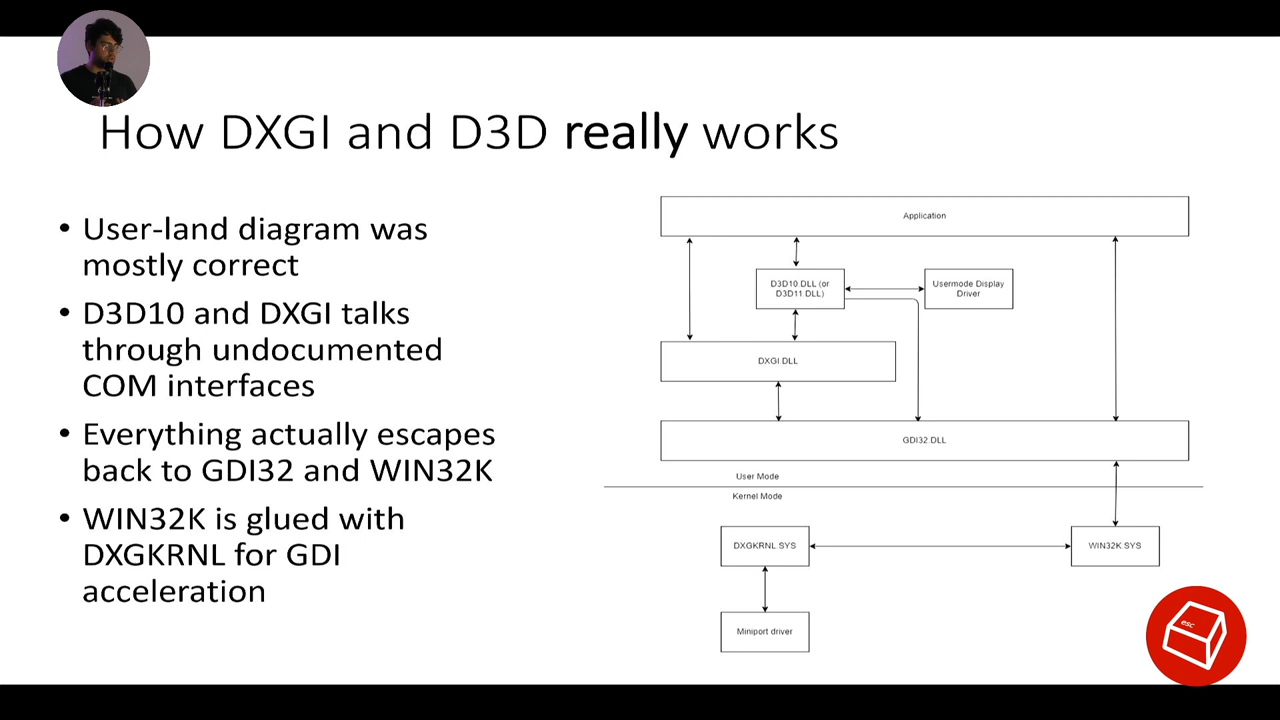 How DXGI and D3D really works
• User-land diagram was
mostly correct
• D3D10 and DXGI talks
through undocumented
COM interfaces
• Everything actually escapes
back to GDI32 and WIN32K
• WIN32K is glued with
DXGKRNL for GDI
acceleration
Application
D3D10.DLL (or
D3D11.DLL)
Usermode Display
Driver
DXGI.DLL
GDI32.DLL
User Mode
Kernel Mode
DXGKRNL.SYS
WIN32K.SYS
Miniport driver
esc